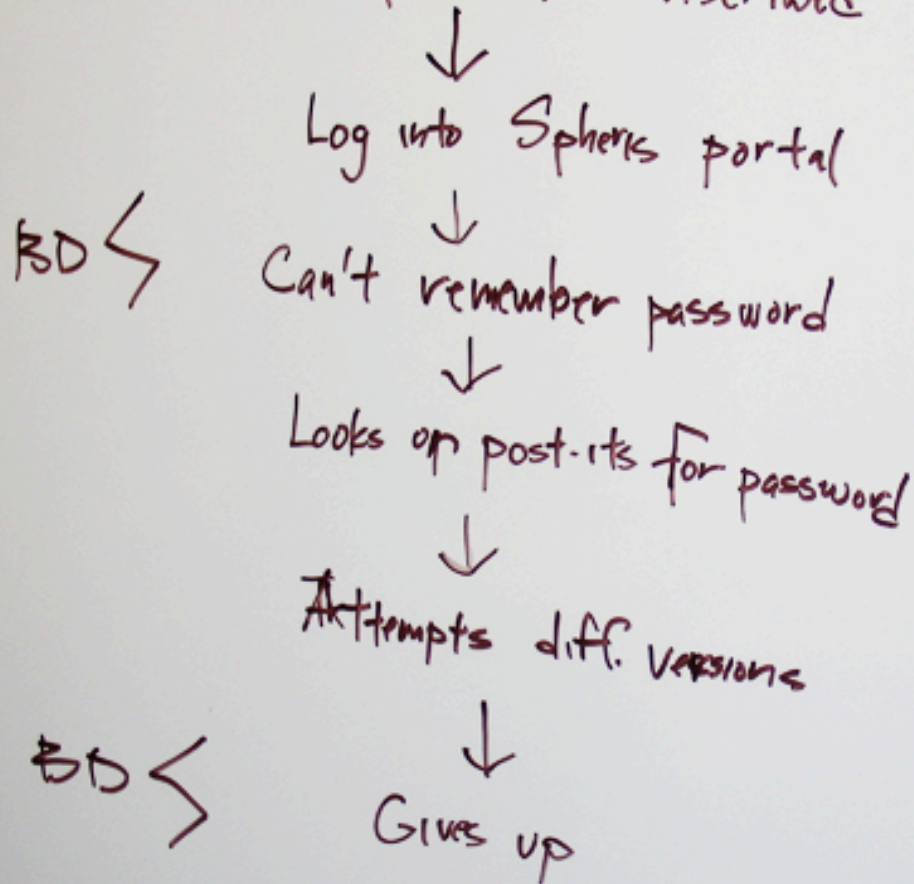 Log into Spheris portal
BD
Can't remember password
Looks on post-its for password
Attempts diff. versions
BD
Gives up